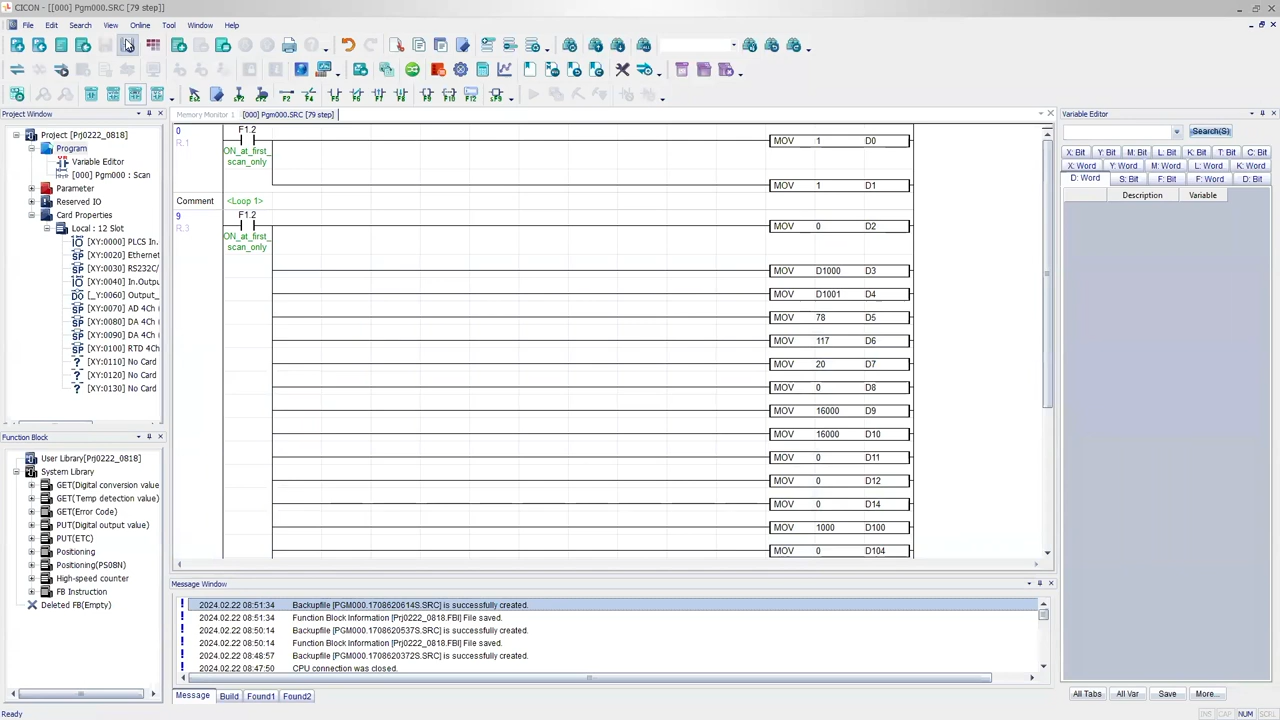 CICON - [[000] Pgm000.SRC [79 step]
File Edit Search View Online Tool Window Help
Esc
Project Window
Memory Monitor 1 [000] Pgm000.SRC [79 step]
Variable Editor
Project [Prj0222_0818]
Program
Variable Editor
[000] Pgm000 : Scan
Parameter
Reserved IO
Card Properties
Local : 12 Slot
[XY:0000] PLCS In.
[XY:0020] Ethernet
[XY:0030] RS232C/
[XY:0040] In.Outpu
[_Y:0060] Output_
[XY:0070] AD 4Ch
[XY:0080] DA 4Ch
[XY:0090] DA 4Ch
[XY:0100] RTD 4Ch
[XY:0110] No Card
[XY:0120] No Card
[XY:0130] No Card
Function Block
User Library[Prj0222_0818]
System Library
GET(Digital conversion value)
GET(Temp detection value)
GET(Error Code)
PUT(Digital output value)
PUT(ETC)
Positioning
Positioning(PS08N)
High-speed counter
FB Instruction
Deleted FB(Empty)
0 F1.2
R.1 MOV 1 D0
ON_at_first_
scan_only
MOV 1 D1
Comment <Loop 1>
9 F1.2
R.3 MOV 0 D2
ON_at_first_
scan_only
MOV D1000 D3
MOV D1001 D4
MOV 78 D5
MOV 117 D6
MOV 20 D7
MOV 0 D8
MOV 16000 D9
MOV 16000 D10
MOV 0 D11
MOV 0 D12
MOV 0 D14
MOV 1000 D100
MOV 0 D104
Message Window
2024.02.22 08:51:34 Backupfile [PGM000.1708620614S.SRC] is successfully created.
2024.02.22 08:51:34 Function Block Information [Prj0222_0818.FBI] File saved.
2024.02.22 08:50:14 Backupfile [PGM000.1708620537S.SRC] is successfully created.
2024.02.22 08:50:14 Function Block Information [Prj0222_0818.FBI] File saved.
2024.02.22 08:48:57 Backupfile [PGM000.1708620372S.SRC] is successfully created.
2024.02.22 08:47:50 CPU connection was closed.
Message Build Found1 Found2
Search(S)
X: Bit Y: Bit M: Bit L: Bit K: Bit T: Bit C: Bit
X: Word Y: Word M: Word L: Word K: Word
D: Word S: Bit F: Bit F: Word D: Bit
Description Variable
All Tabs All Var Save More...
Ready
INS CAP NUM SCRL